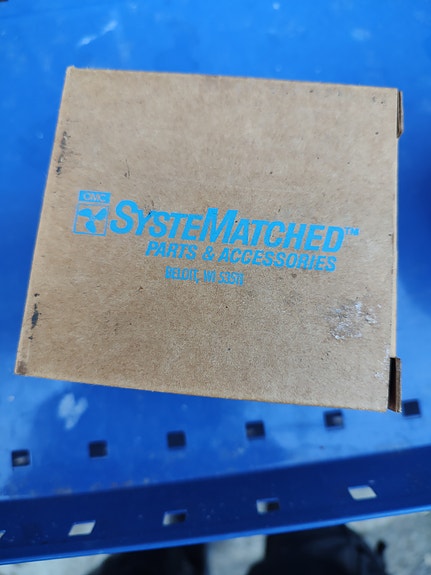 OMC
SYSTEMATCHED™
PARTS & ACCESSORIES
BELOIT, WI 53511